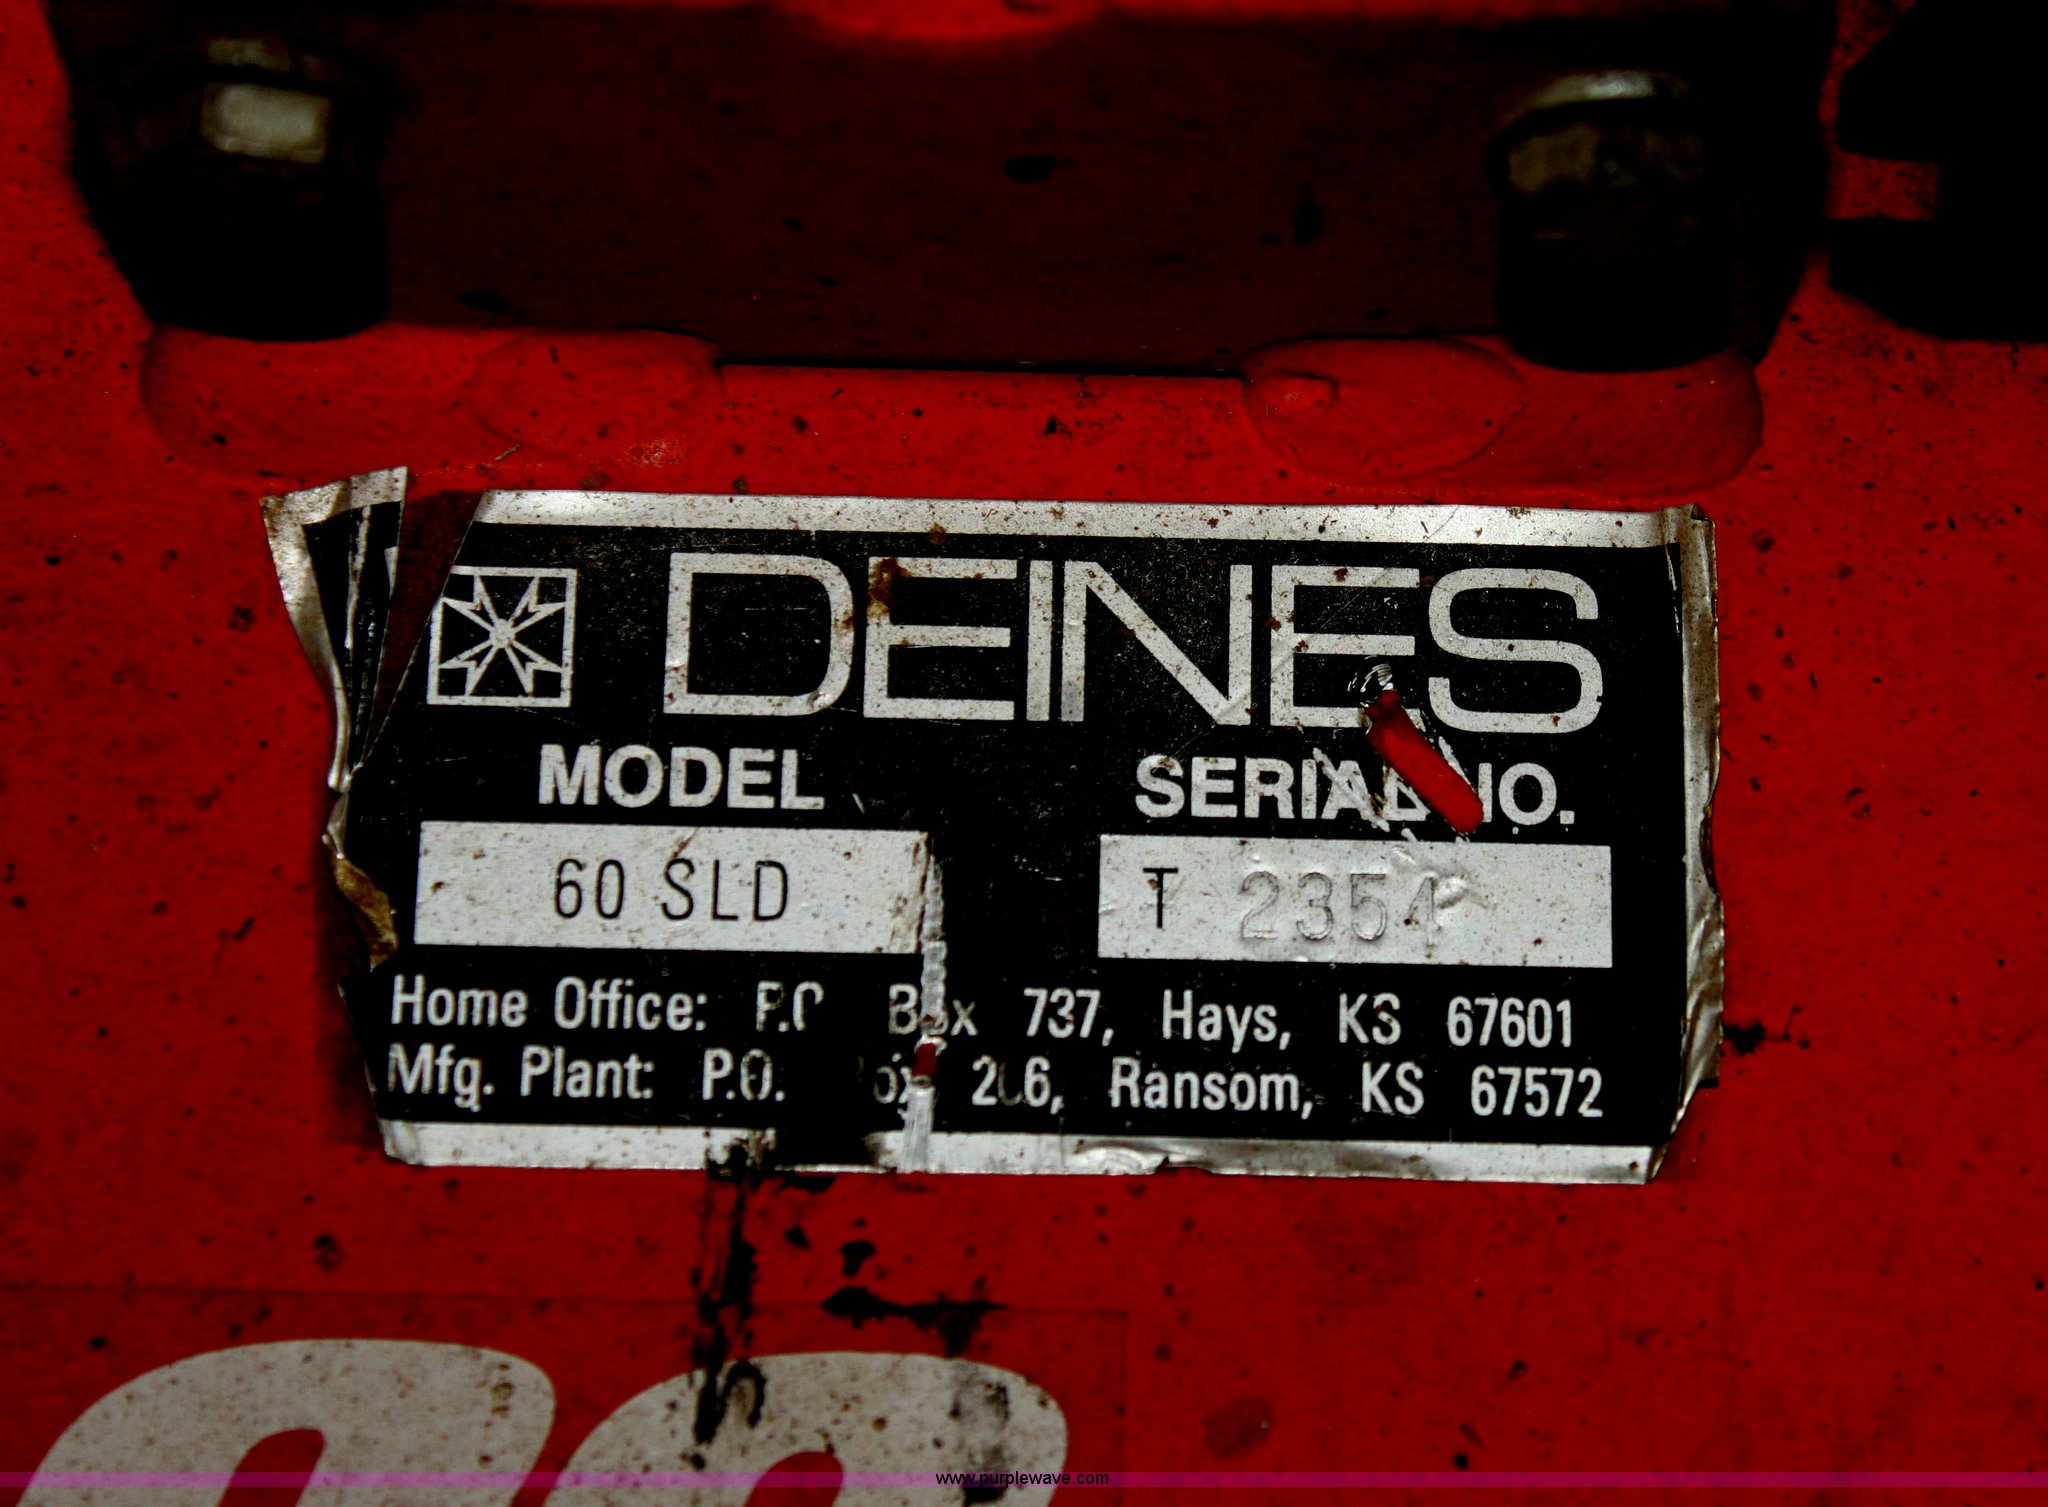 DEINES
MODEL SERIAL NO.
60 SLD T 2354
Home Office: P.O. Box 737, Hays, KS 67601
Mfg. Plant: P.O. Box Ransom, KS 67572
www.purplewave.com